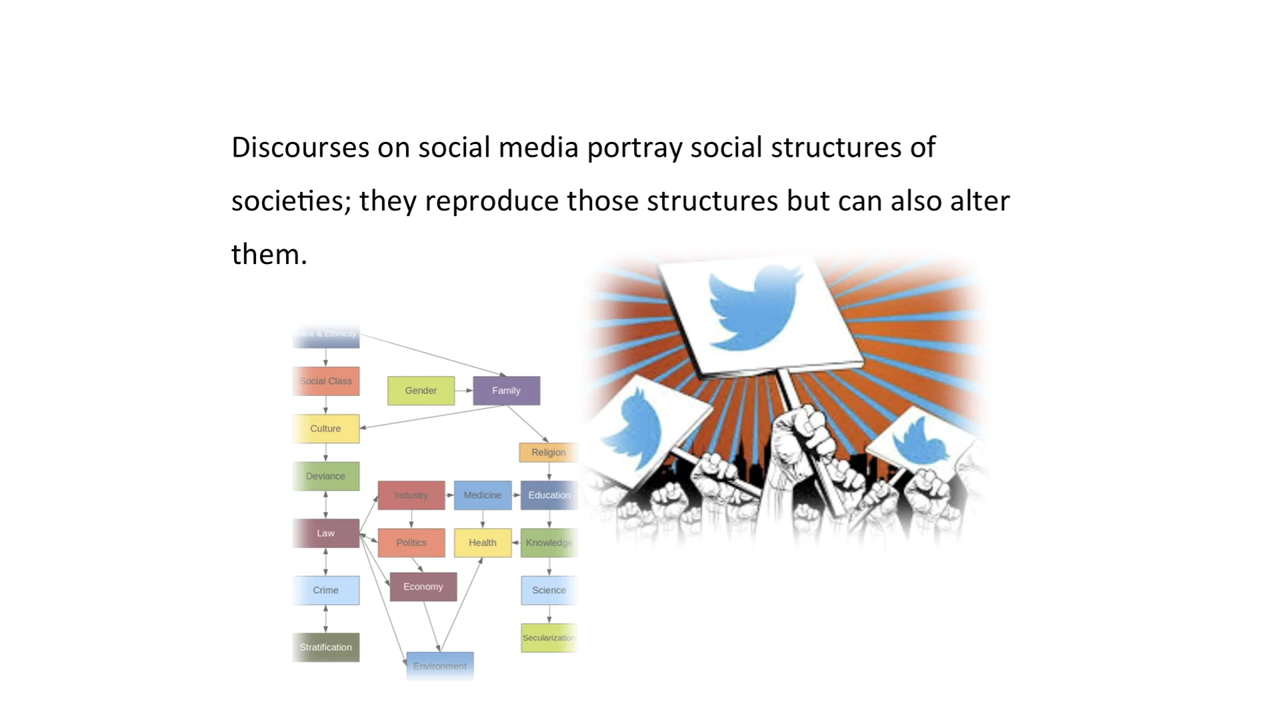 Discourses on social media portray social structures of
societies; they reproduce those structures but can also alter
them.
& Ethnicity
Social Class
Gender
Family
Culture
Religion
Deviance
Industry
Medicine
Education
Law
Politics
Health
Knowledge
Economy
Crime
Science
Secularization
Stratification
Environment